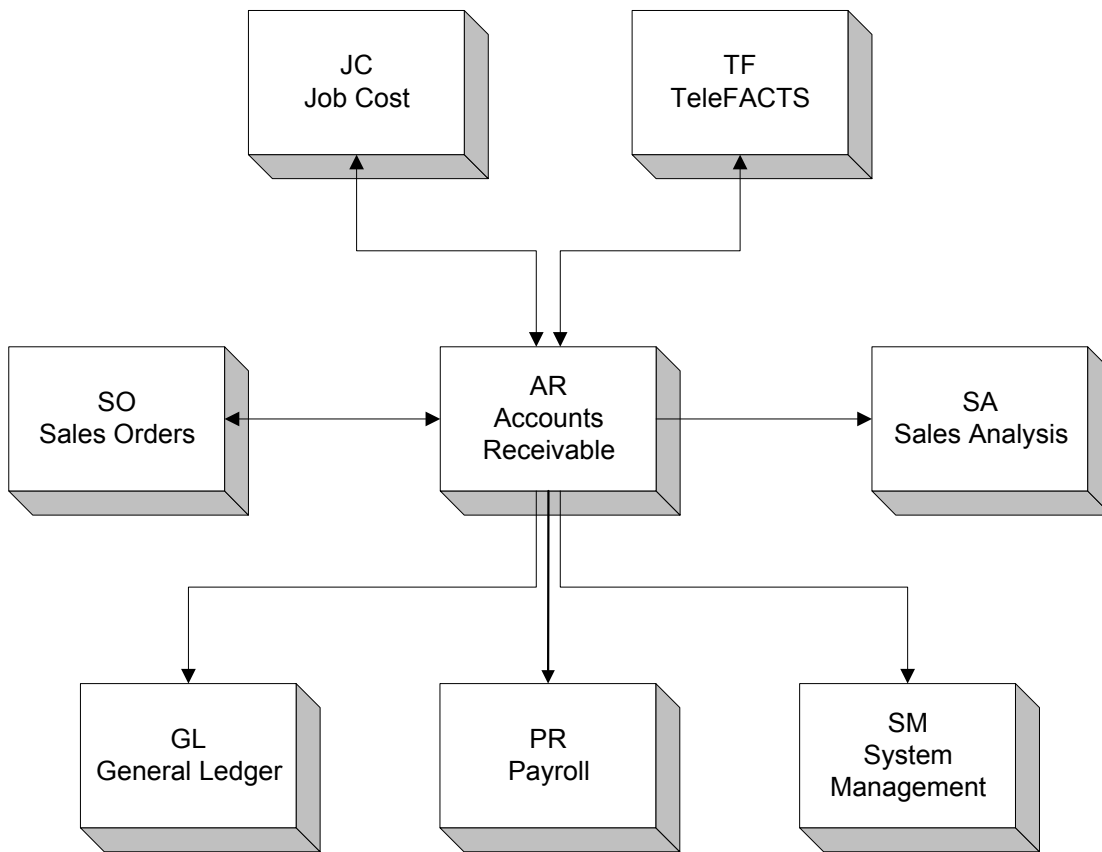 JC
Job Cost
TF
TeleFACTS
SO
Sales Orders
AR
Accounts
Receivable
SA
Sales Analysis
GL
General Ledger
PR
Payroll
SM
System
Management